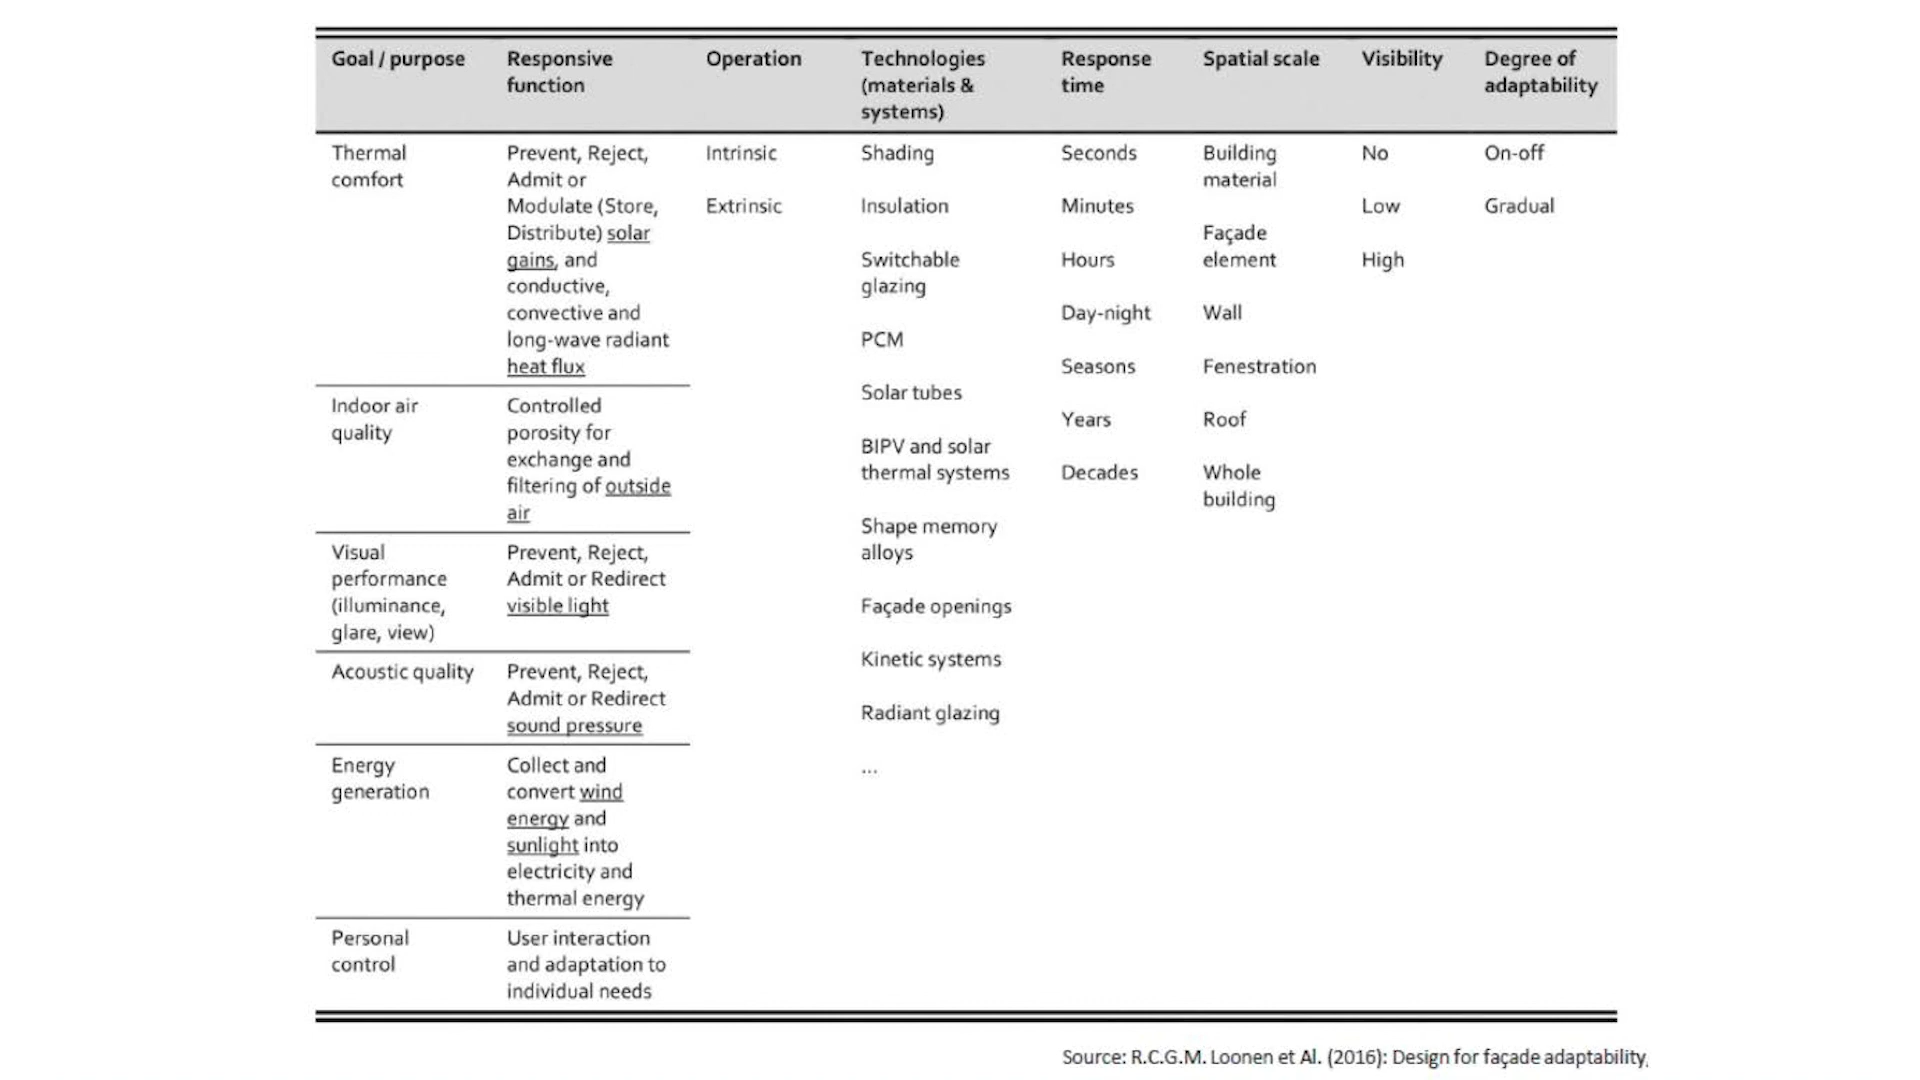 Goal / purpose
Responsive
function
Operation
Technologies
(materials &
systems)
Response
time
Spatial scale
Visibility
Degree of
adaptability
Thermal
comfort
Prevent, Reject,
Admit or
Modulate (Store,
Distribute) solar
gains, and
conductive,
convective and
long-wave radiant
heat flux
Indoor air
quality
Controlled
porosity for
exchange and
filtering of outside
air
Visual
performance
(illuminance,
glare, view)
Prevent, Reject,
Admit or Redirect
visible light
Acoustic quality
Prevent, Reject,
Admit or Redirect
sound pressure
Energy
generation
Collect and
convert wind
energy and
sunlight into
electricity and
thermal energy
Personal
control
User interaction
and adaptation to
individual needs
Intrinsic
Extrinsic
Shading
Insulation
Switchable
glazing
PCM
Solar tubes
BIPV and solar
thermal systems
Shape memory
alloys
Façade openings
Kinetic systems
Radiant glazing
...
Seconds
Minutes
Hours
Day-night
Seasons
Years
Decades
Building
material
Façade
element
Wall
Fenestration
Roof
Whole
building
No
Low
High
On-off
Gradual
Source: R.C.G.M. Loonen et Al. (2016): Design for façade adaptability,